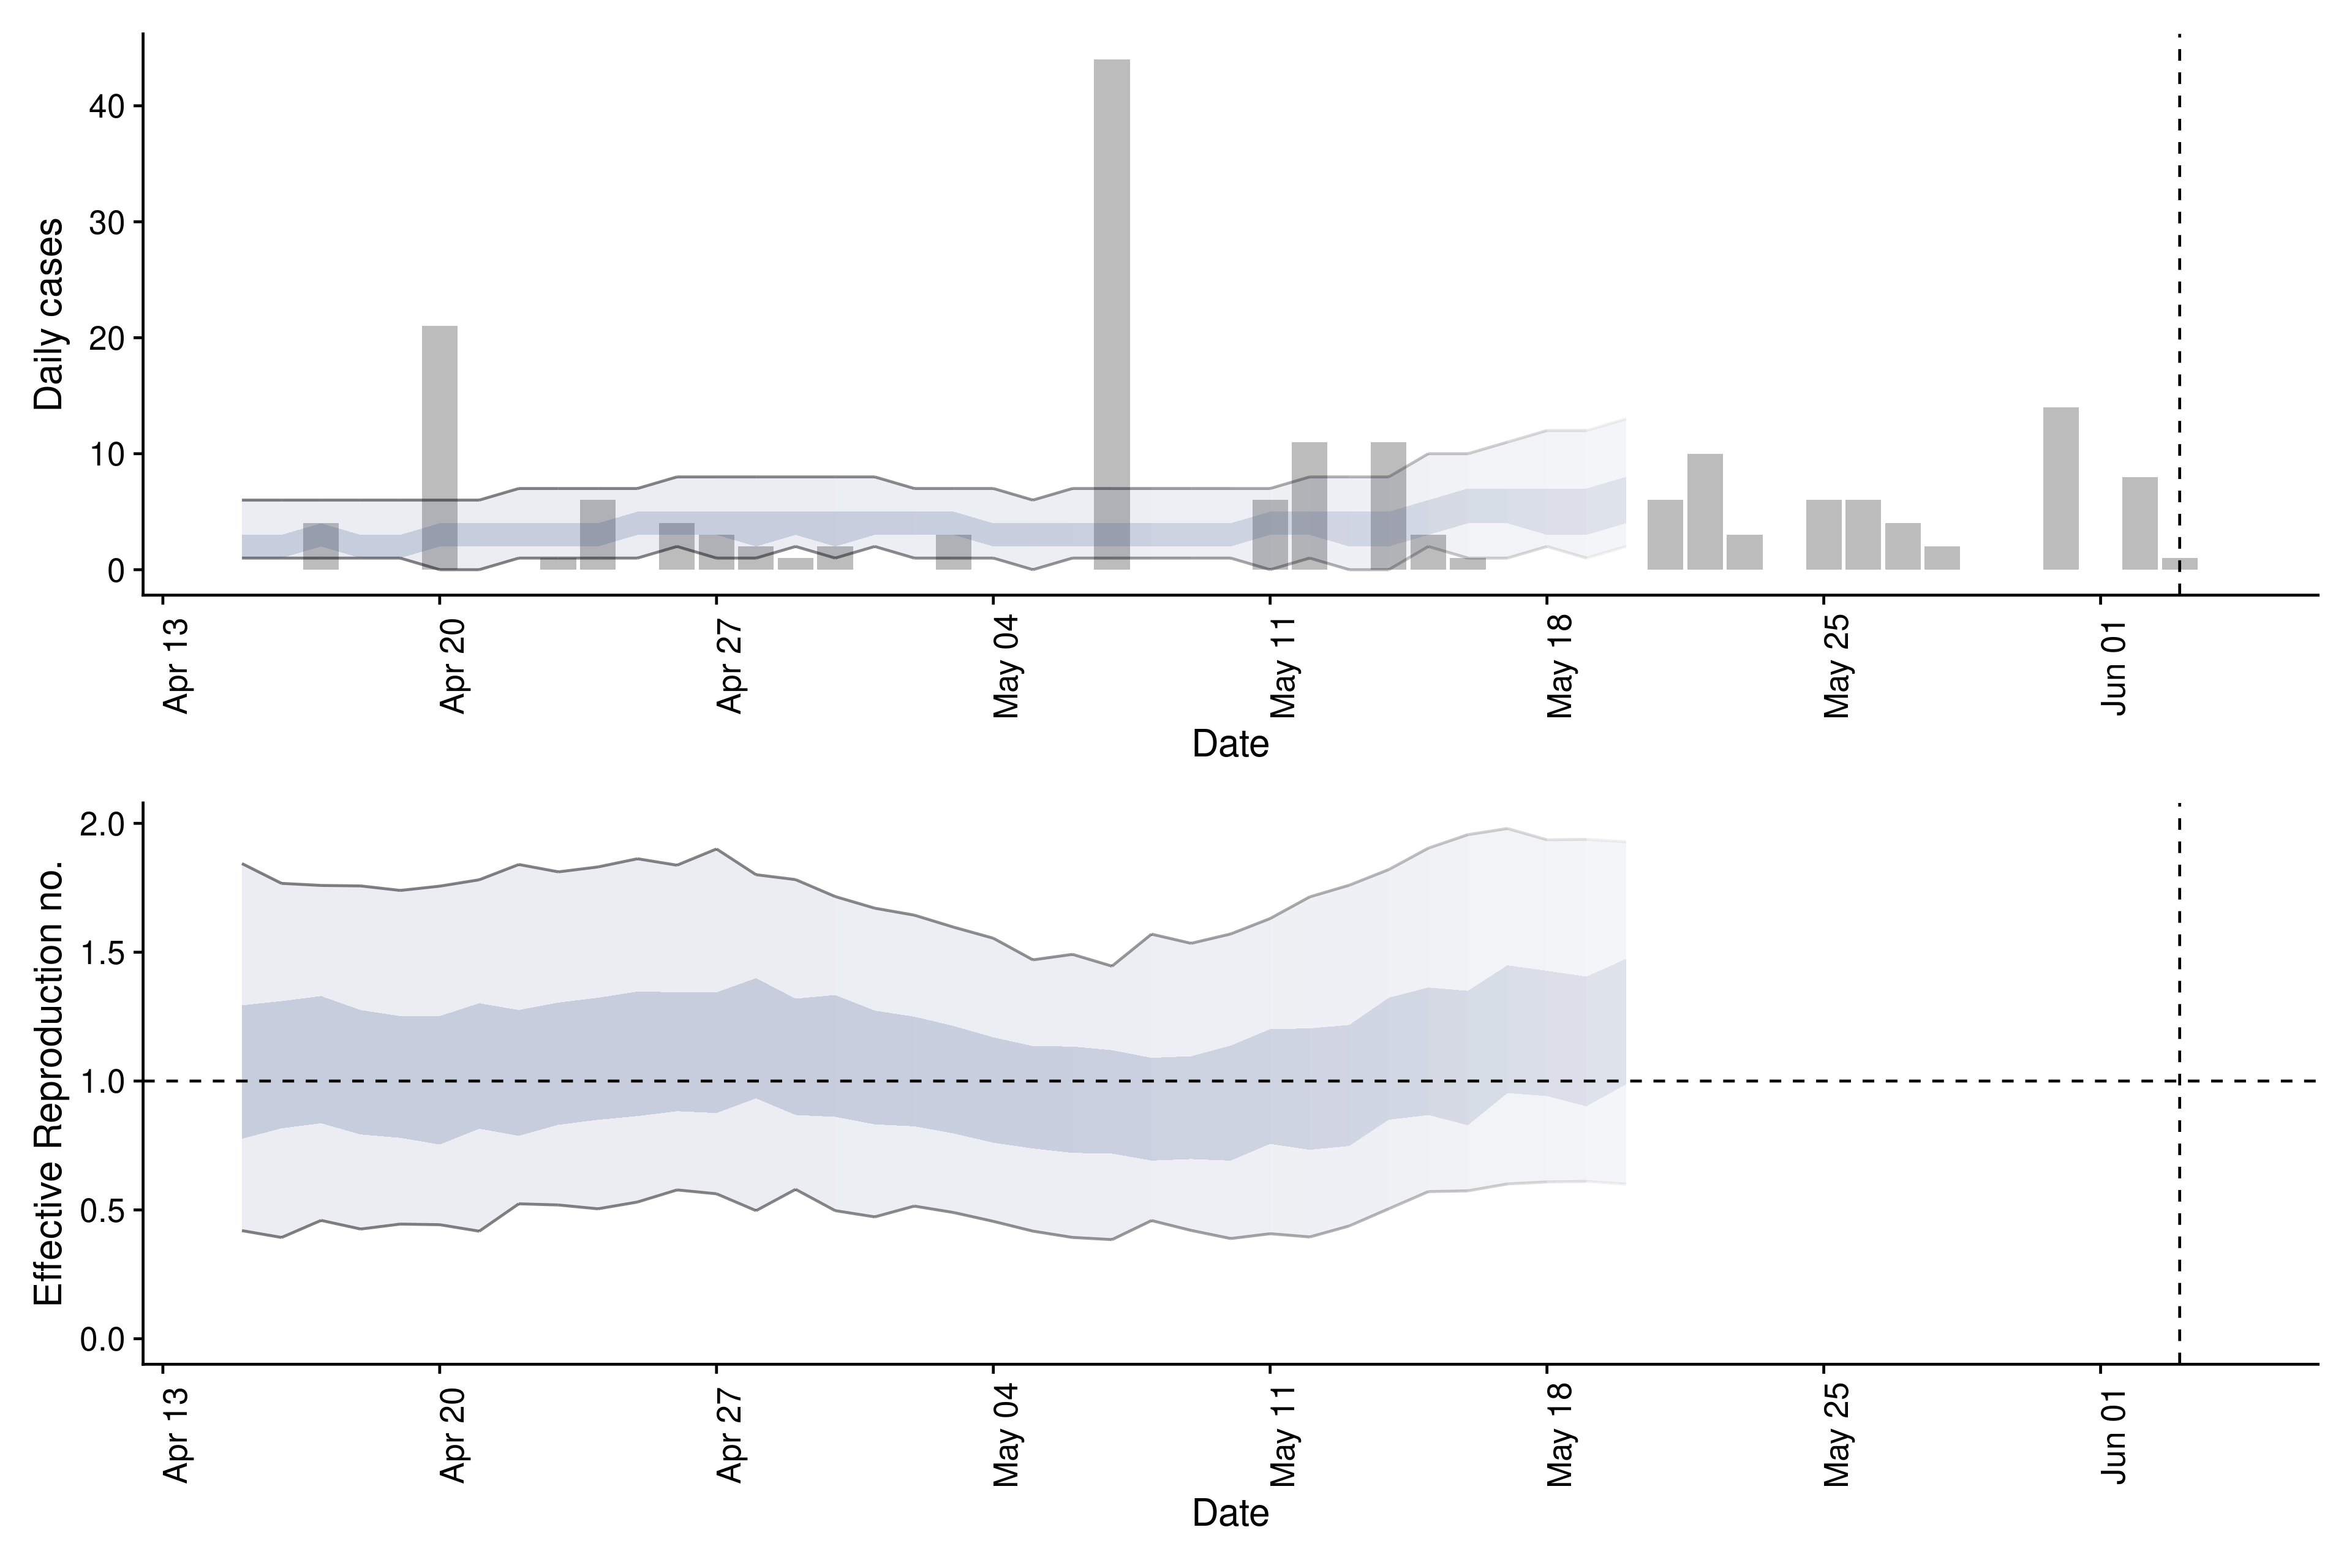 Daily cases
40
30
20
10
0
Apr 13
Apr 20
Apr 27
May 04
May 11
May 18
May 25
Jun 01
Date
Effective Reproduction no.
2.0
1.5
1.0
0.5
0.0
Apr 13
Apr 20
Apr 27
May 04
May 11
May 18
May 25
Jun 01
Date